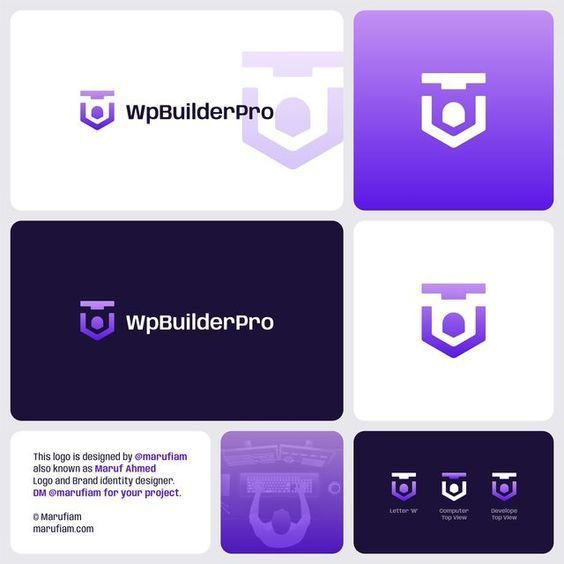 WpBuilderPro
WpBuilderPro
This logo is designed by @marufiam
also known as Maruf Ahmed
Logo and Brand identity designer.
DM @marufiam for your project.
© Marufiam
marufiam.com
Letter 'W'
Computer
Top View
Develope
Top View